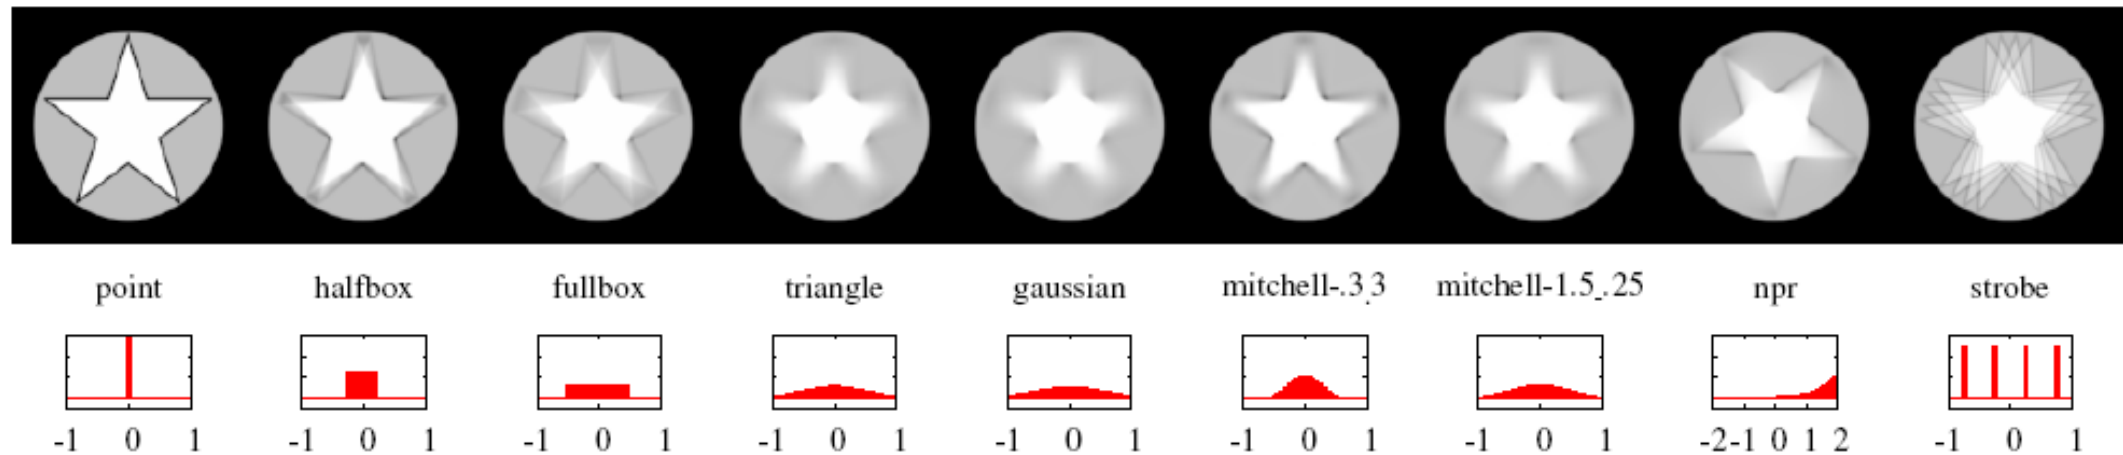 point halfbox fullbox triangle gaussian mitchell-.3_.3 mitchell-1.5_.25 npr strobe
-1 0 1 -1 0 1 -1 0 1 -1 0 1 -1 0 1 -1 0 1 -1 0 1 -2 -1 0 1 2 -1 0 1